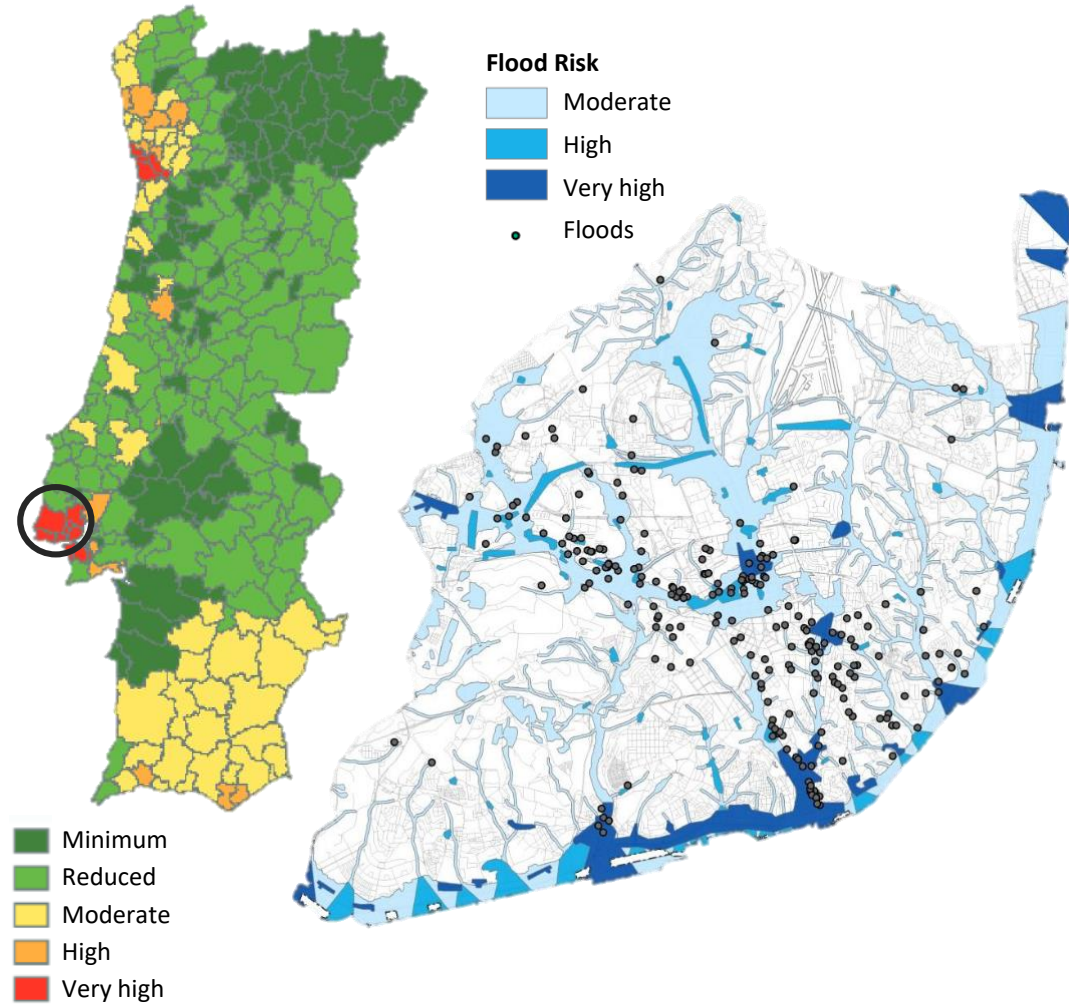 Flood Risk
Moderate
High
Very high
Floods
Minimum
Reduced
Moderate
High
Very high